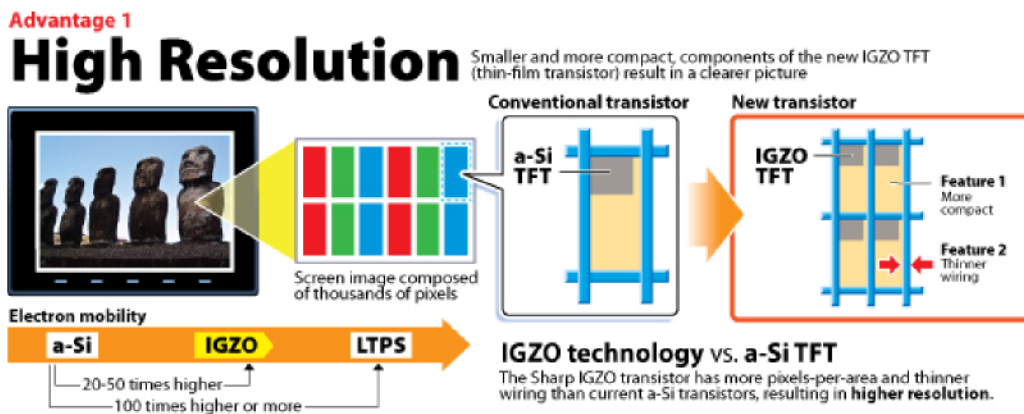 Advantage 1
High Resolution
Smaller and more compact, components of the new IGZO TFT
(thin-film transistor) result in a clearer picture
Conventional transistor
New transistor
a-Si
TFT
IGZO
TFT
Feature 1
More
compact
Feature 2
Thinner
wiring
Screen image composed
of thousands of pixels
Electron mobility
a-Si
IGZO
LTPS
20-50 times higher
100 times higher or more
IGZO technology vs. a-Si TFT
The Sharp IGZO transistor has more pixels-per-area and thinner
wiring than current a-Si transistors, resulting in higher resolution.